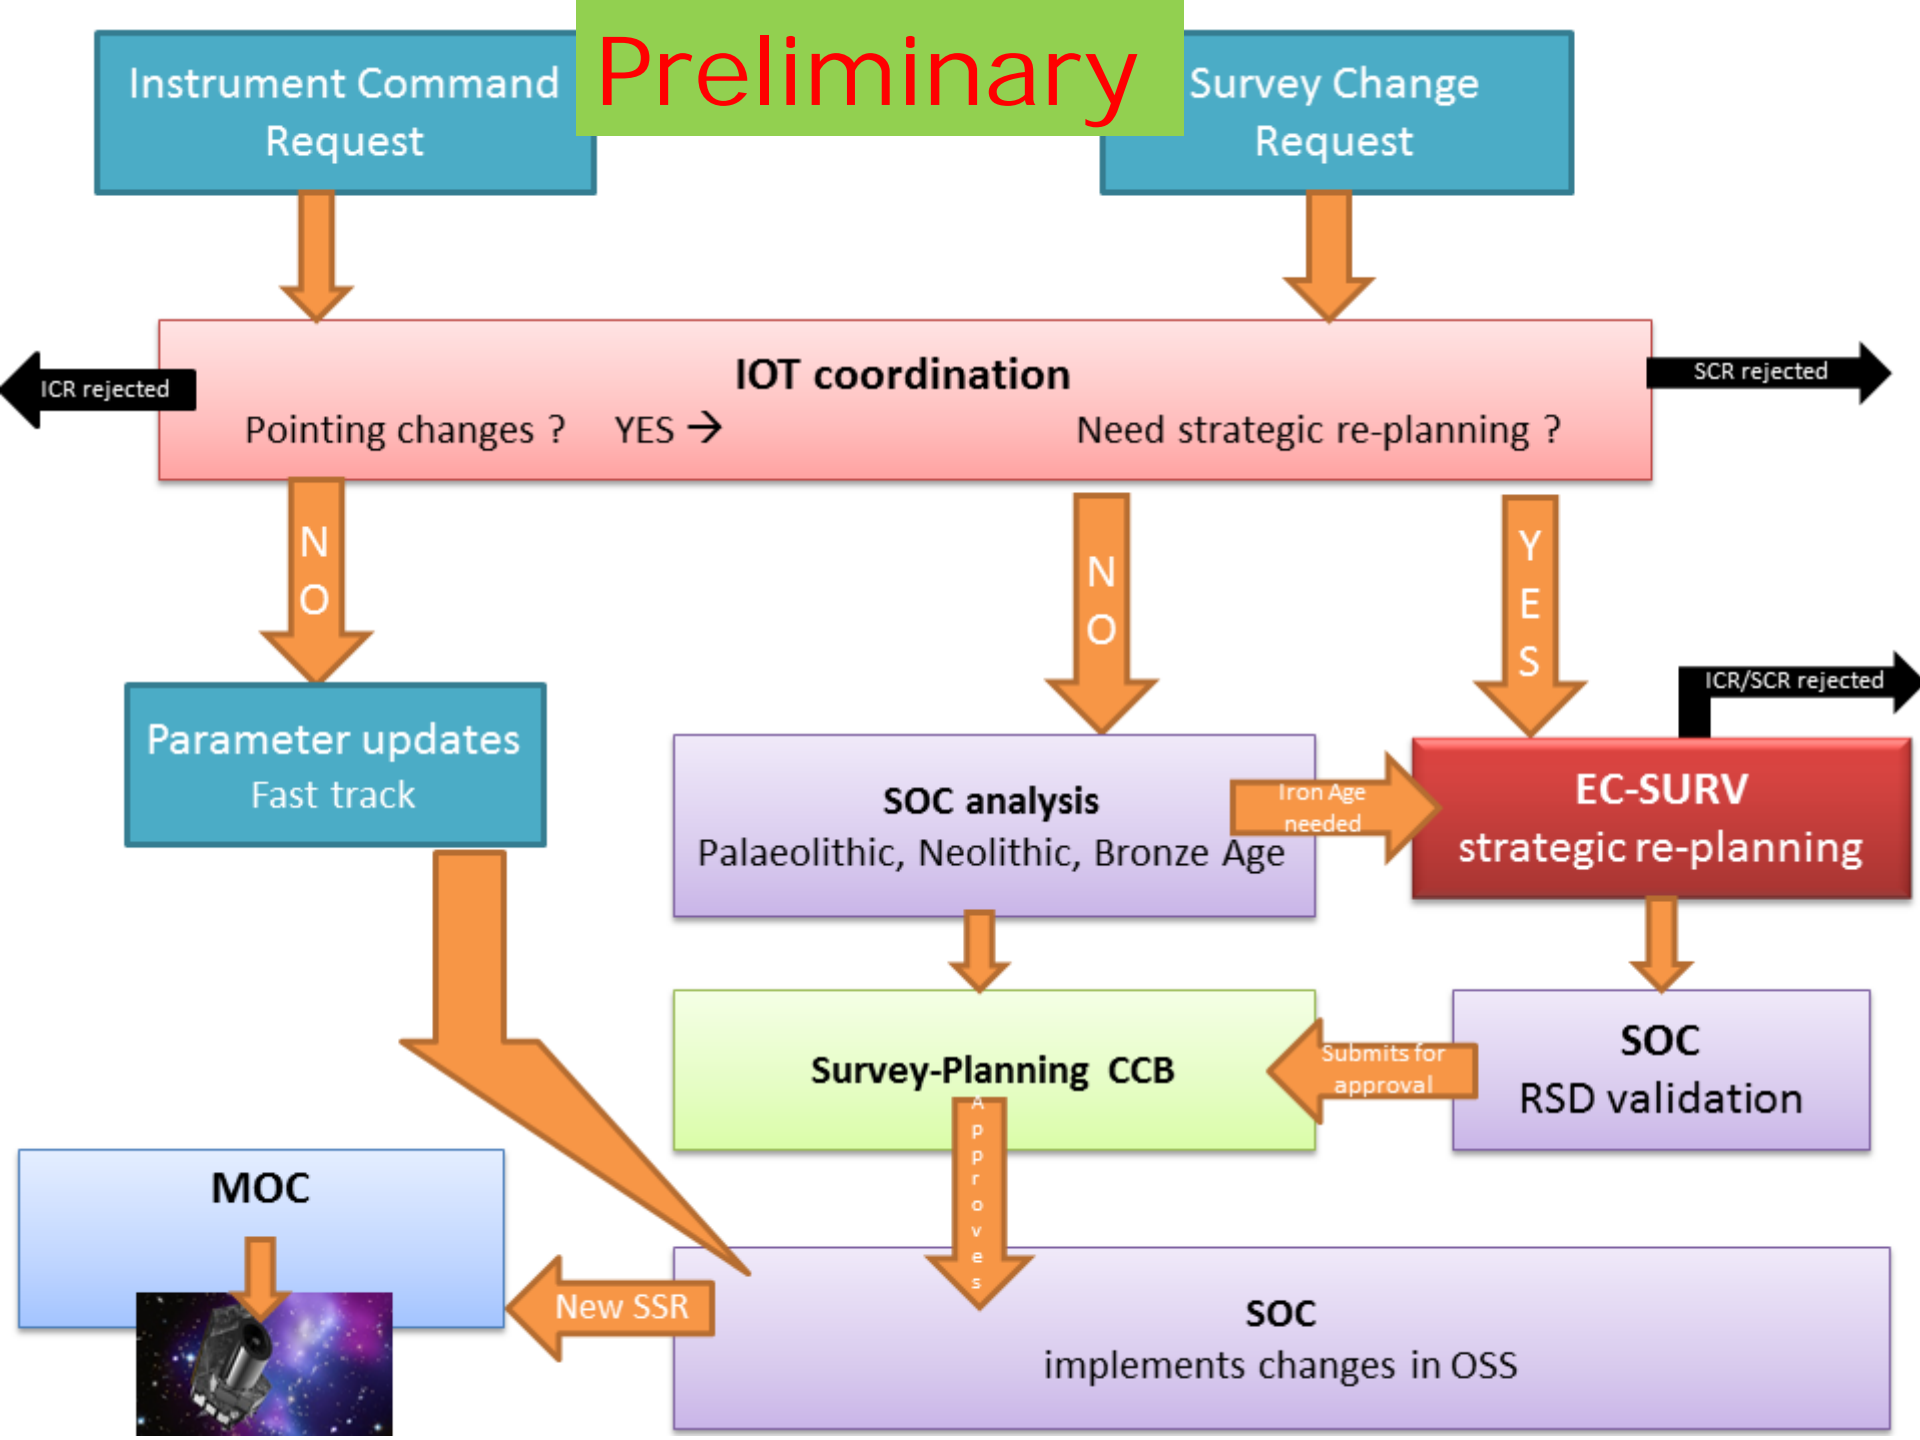 Preliminary
Instrument Command
Request
Survey Change
Request
IOT coordination
ICR rejected
SCR rejected
Pointing changes ? YES → Need strategic re-planning ?
N
O
N
O
Y
E
S
ICR/SCR rejected
Parameter updates
Fast track
SOC analysis
Palaeolithic, Neolithic, Bronze Age
Iron Age
needed
EC-SURV
strategic re-planning
Survey-Planning CCB
Submits for
approval
SOC
RSD validation
A
p
p
r
o
v
e
s
MOC
New SSR
SOC
implements changes in OSS